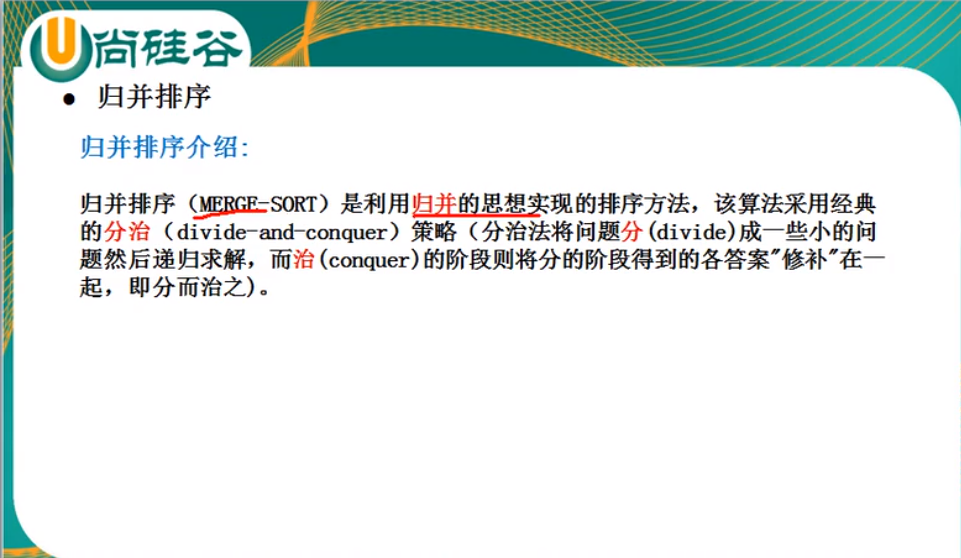 尚硅谷
● 归并排序
归并排序介绍:
归并排序（MERGE-SORT）是利用归并的思想实现的排序方法，该算法采用经典
的分治（divide-and-conquer）策略（分治法将问题分(divide)成一些小的问
题然后递归求解，而治(conquer)的阶段则将分的阶段得到的各答案"修补"在一
起，即分而治之)。